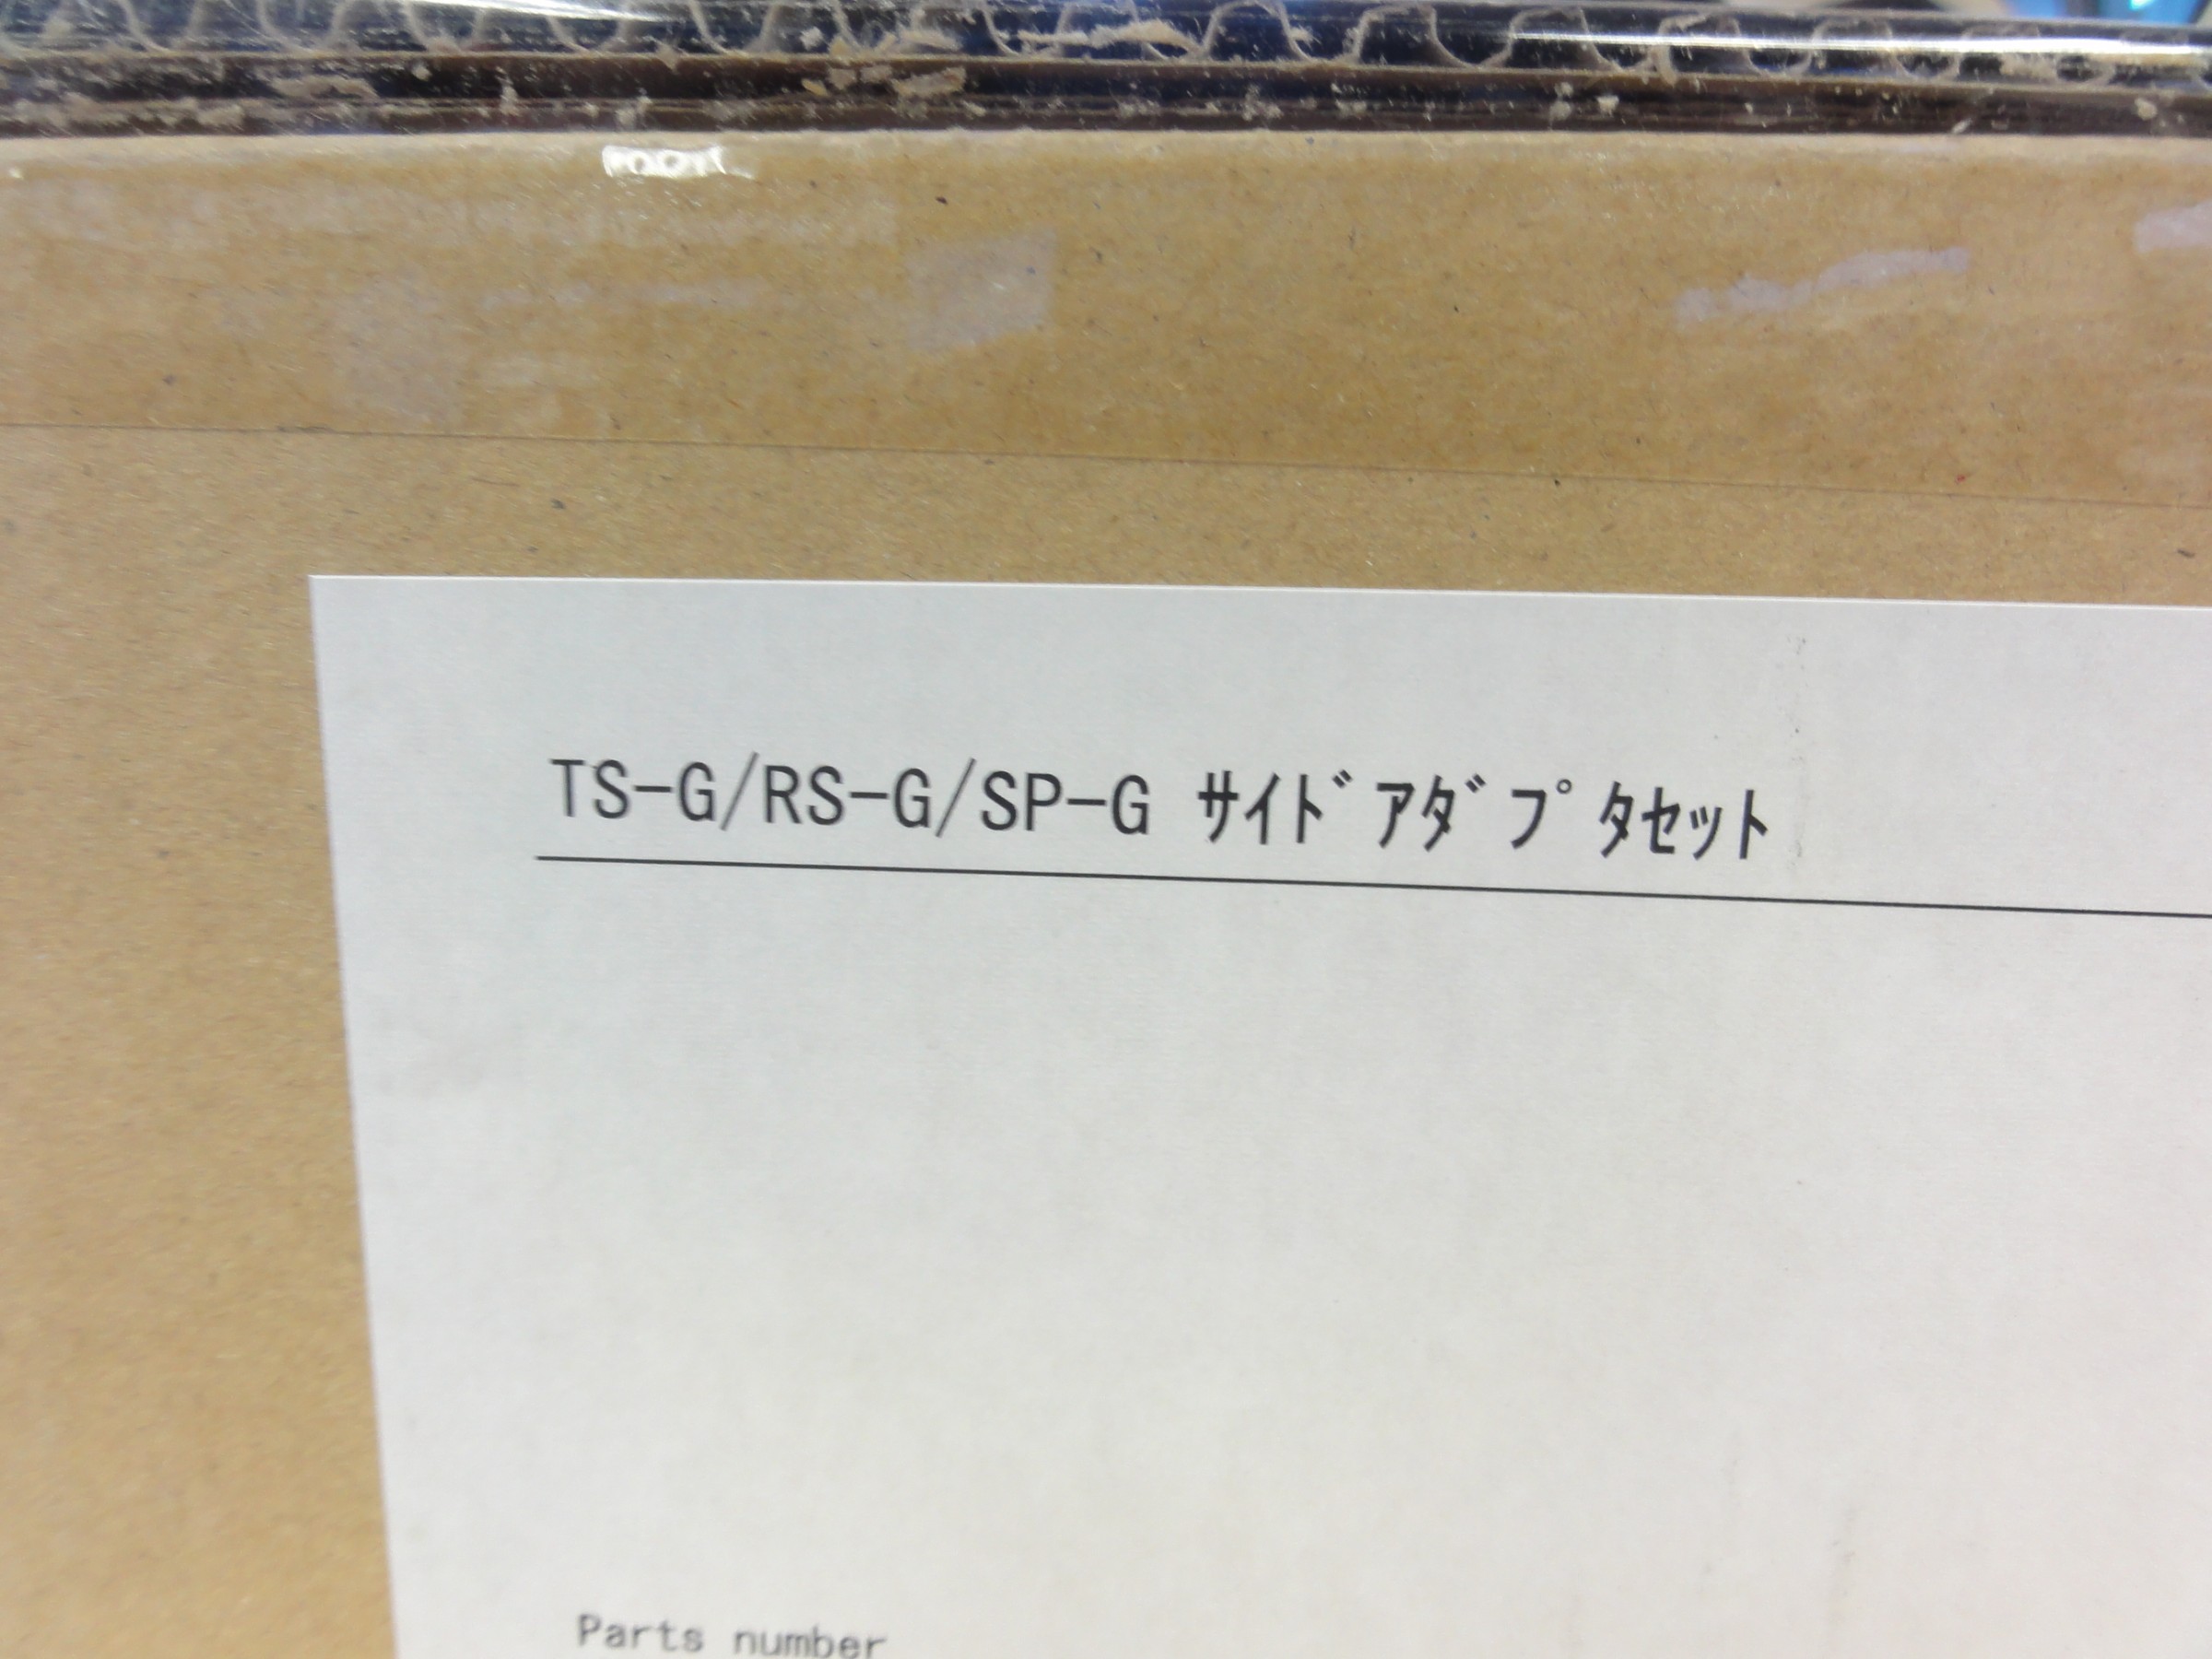 TS-G/RS-G/SP-G ｻｲﾄﾞｱﾀﾞﾌﾟﾀｾｯﾄ
Parts number